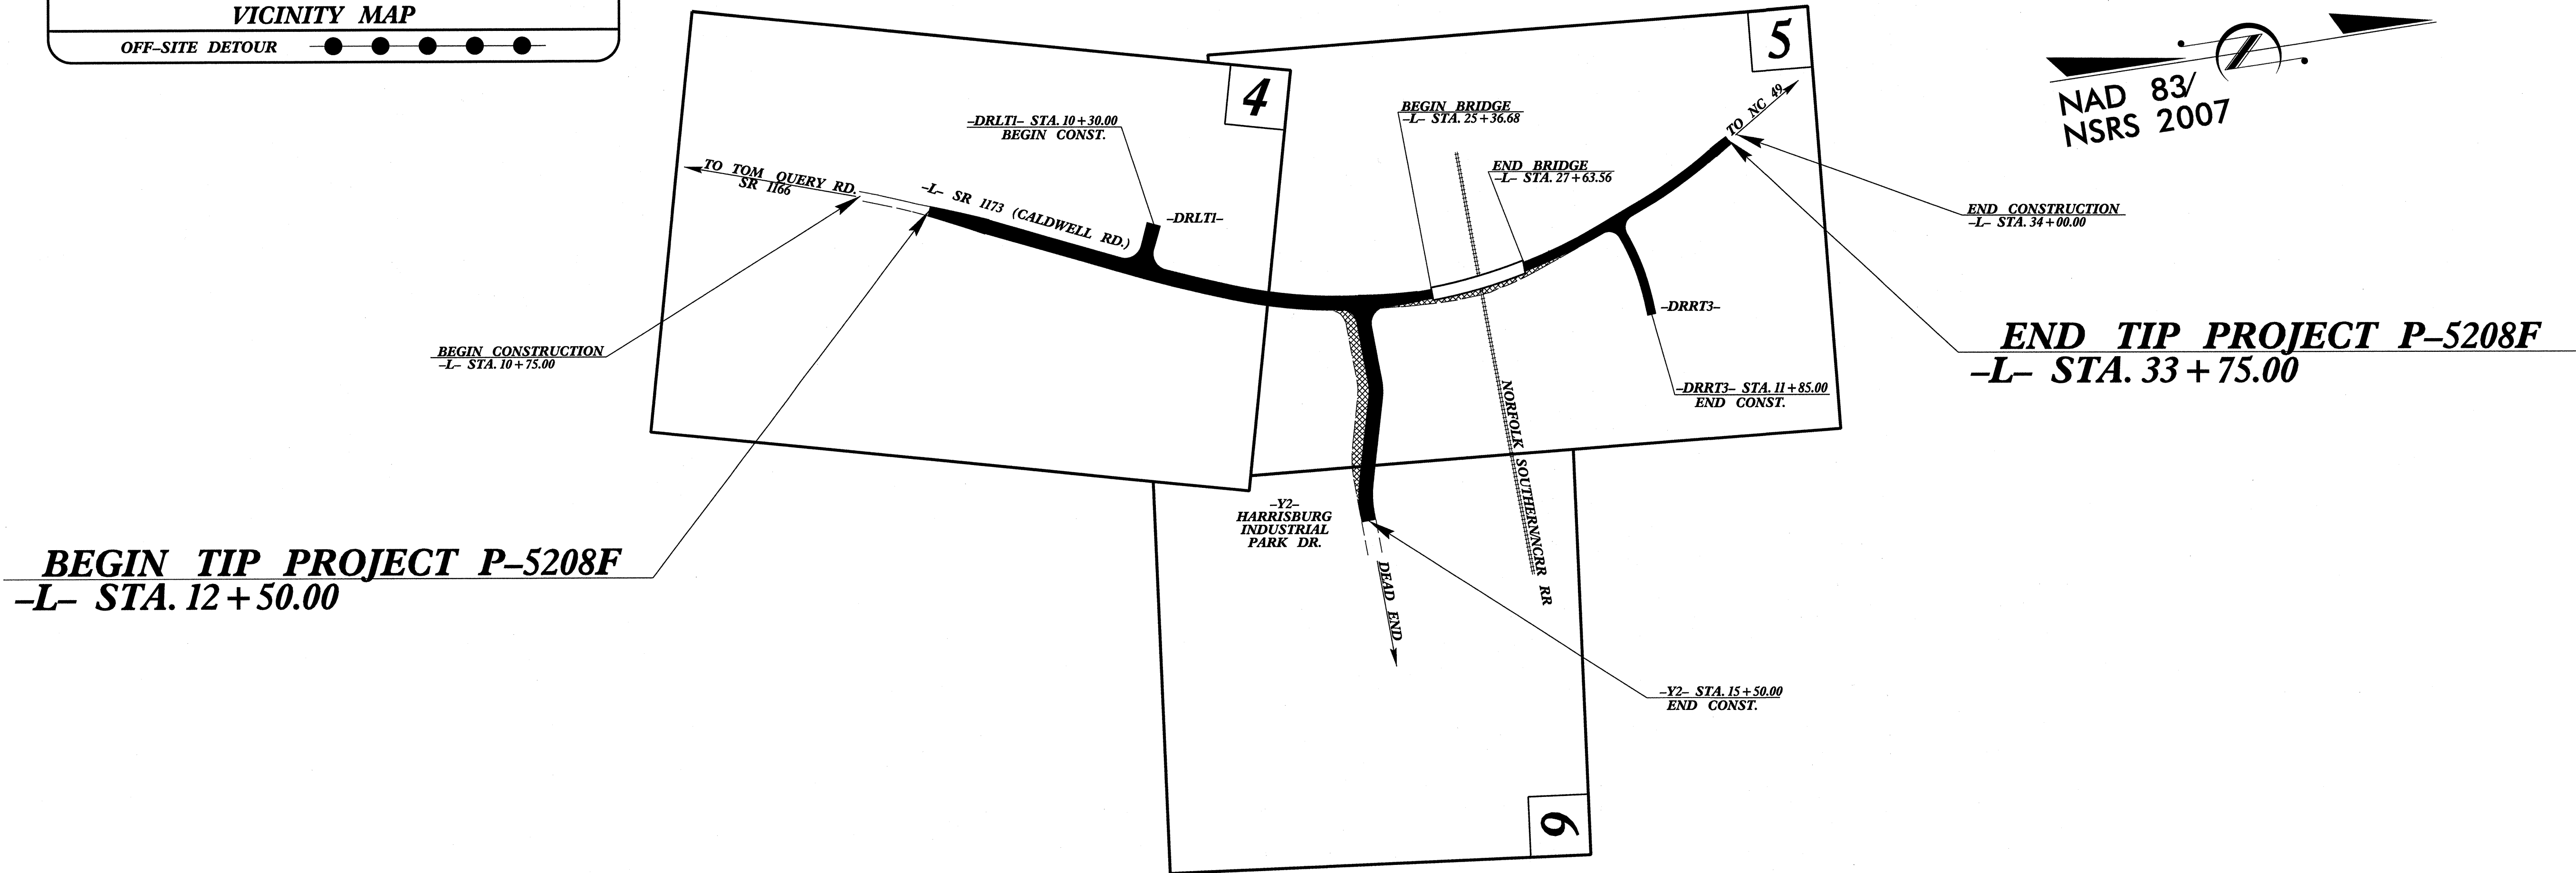 VICINITY MAP
OFF-SITE DETOUR
4
5
NAD 83/
NSRS 2007
-DRLT1- STA. 10+30.00
BEGIN CONST.
BEGIN BRIDGE
-L- STA. 25+36.68
TO NC 49
TO TOM QUERY RD.
SR 1166
-L- SR 1173 (CALDWELL RD.)
-DRLT1-
END BRIDGE
-L- STA. 27+63.56
END CONSTRUCTION
-L- STA. 34+00.00
-DRRT3-
BEGIN CONSTRUCTION
-L- STA. 10+75.00
END TIP PROJECT P-5208F
-L- STA. 33+75.00
-DRRT3- STA. 11+85.00
END CONST.
NORFOLK SOUTHERN/NCRR RR
-Y2-
HARRISBURG
INDUSTRIAL
PARK DR.
BEGIN TIP PROJECT P-5208F
-L- STA. 12+50.00
DEAD END
-Y2- STA. 15+50.00
END CONST.
6